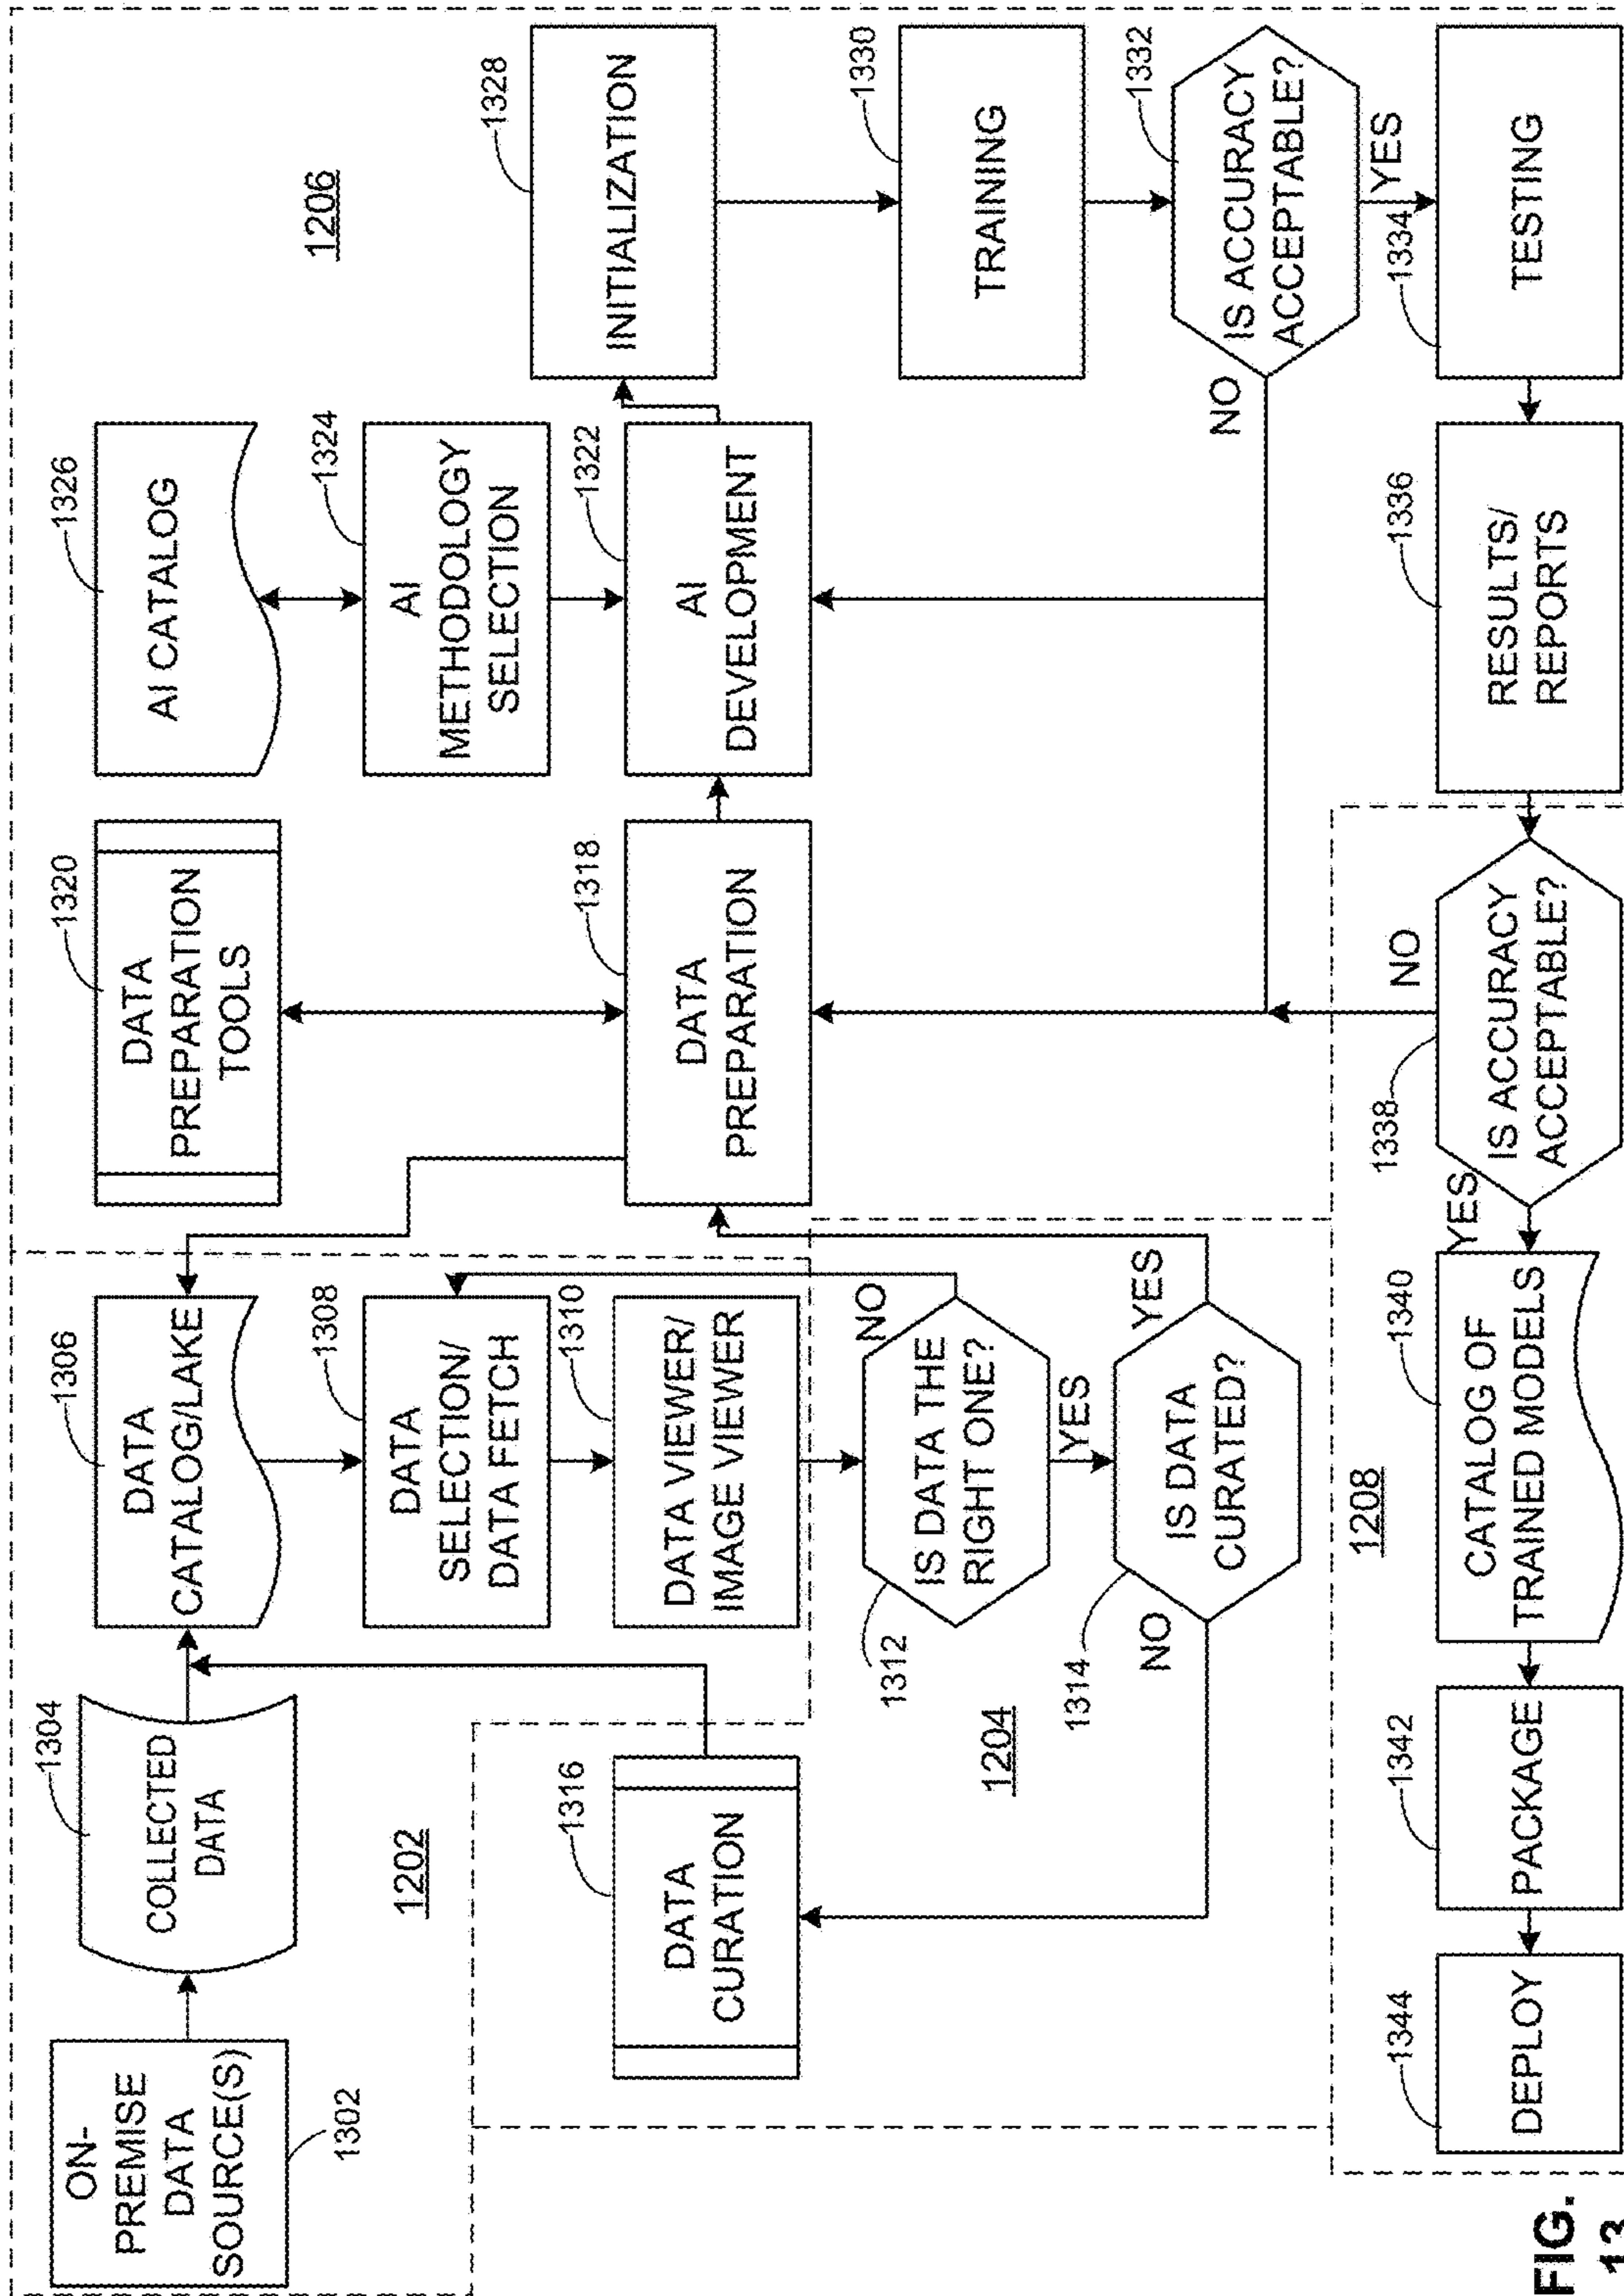 1302
ON-
PREMISE
DATA
SOURCE(S)
1304
COLLECTED
DATA
1306
DATA
CATALOG/LAKE
1320
DATA
PREPARATION
TOOLS
1326
AI CATALOG
1202
1308
DATA
SELECTION/
DATA FETCH
1324
AI
METHODOLOGY
SELECTION
1206
1316
DATA
CURATION
1310
DATA VIEWER/
IMAGE VIEWER
1318
DATA
PREPARATION
1322
AI
DEVELOPMENT
1328
INITIALIZATION
1312
IS DATA THE
RIGHT ONE?
NO
YES
1204
1330
TRAINING
1314
IS DATA
CURATED?
NO
YES
1332
IS ACCURACY
ACCEPTABLE?
NO
YES
1208
1344
DEPLOY
1342
PACKAGE
1340
CATALOG OF
TRAINED MODELS
YES
1338
IS ACCURACY
ACCEPTABLE?
NO
1336
RESULTS/
REPORTS
1334
TESTING
FIG.
13